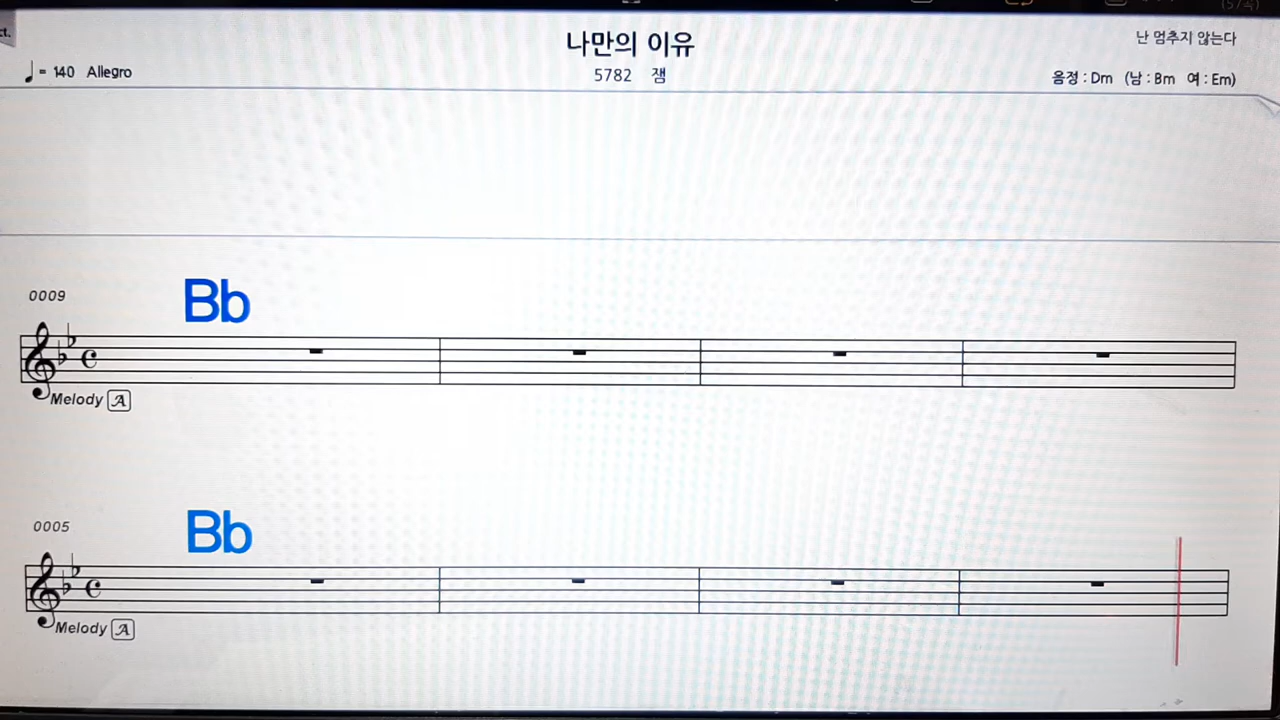 ct.
나만의 이유
난 멈추지 않는다
♩ = 140 Allegro
5782 잼
음정 : Dm (남 : Bm 여 : Em)
0009
Bb
Melody A
0005
Bb
Melody A